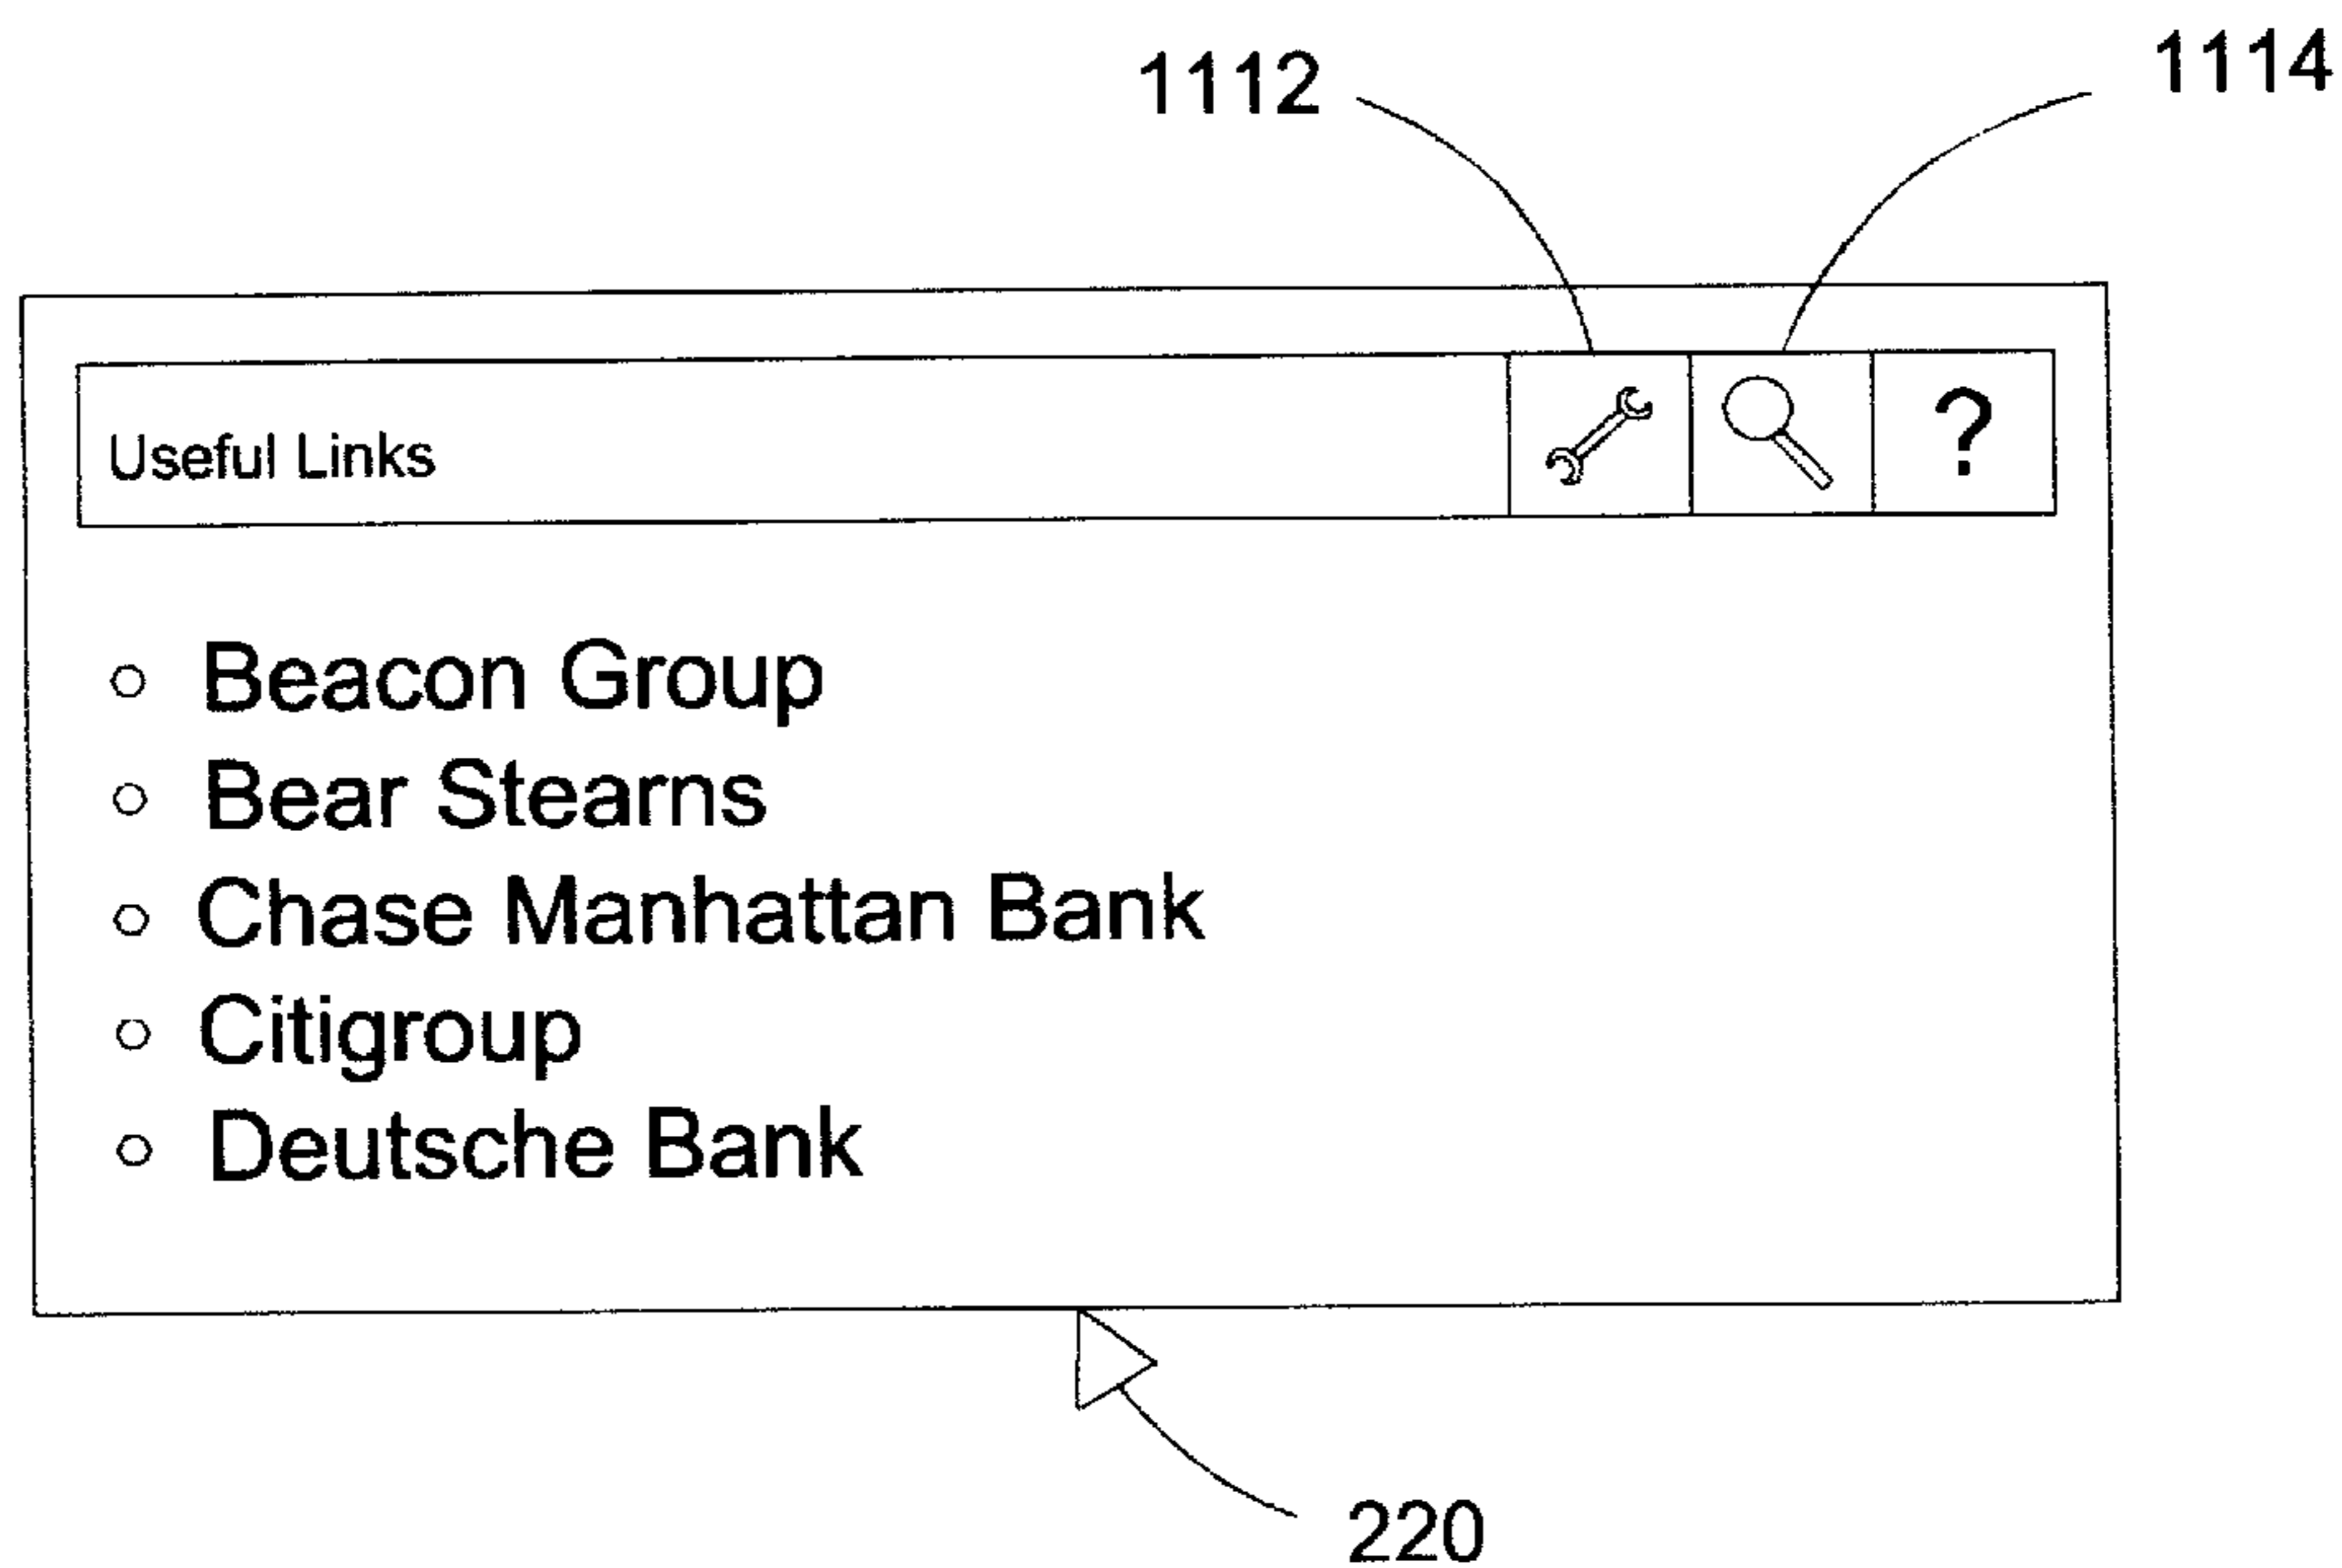 1112
1114
Useful Links
?
Beacon Group
Bear Stearns
Chase Manhattan Bank
Citigroup
Deutsche Bank
220